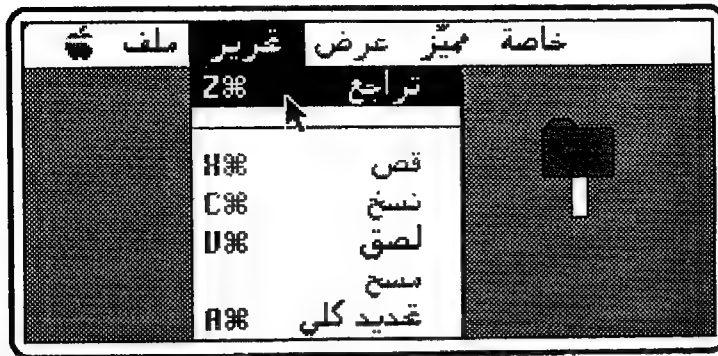 خاصة مميّز عرض تحرير ملف
تراجع Z⌘
قص X⌘
نسخ C⌘
لصق V⌘
مسح
تحديد كلي A⌘